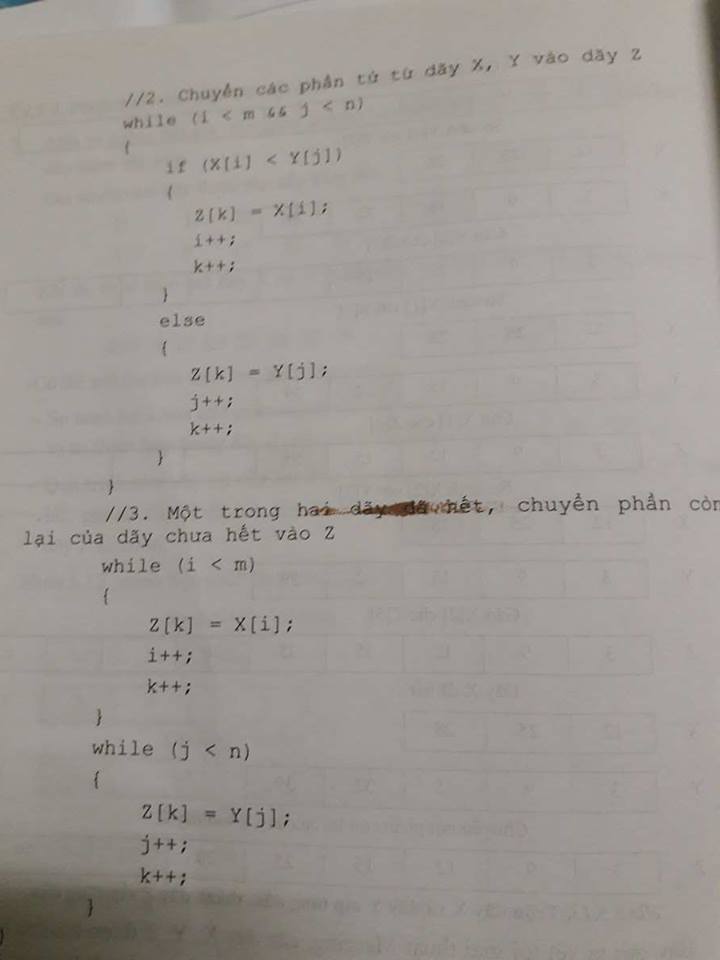 //2. Chuyển các phần tử từ dãy X, Y vào dãy Z
while (i < m && j < n)
{
if (X[i] < Y[j])
{
Z[k] = X[i];
i++;
k++;
}
else
{
Z[k] = Y[j];
j++;
k++;
}
}
//3. Một trong hai dãy đã hết, chuyển phần còn
lại của dãy chưa hết vào Z
while (i < m)
{
Z[k] = X[i];
i++;
k++;
}
while (j < n)
{
Z[k] = Y[j];
j++;
k++;
}
}